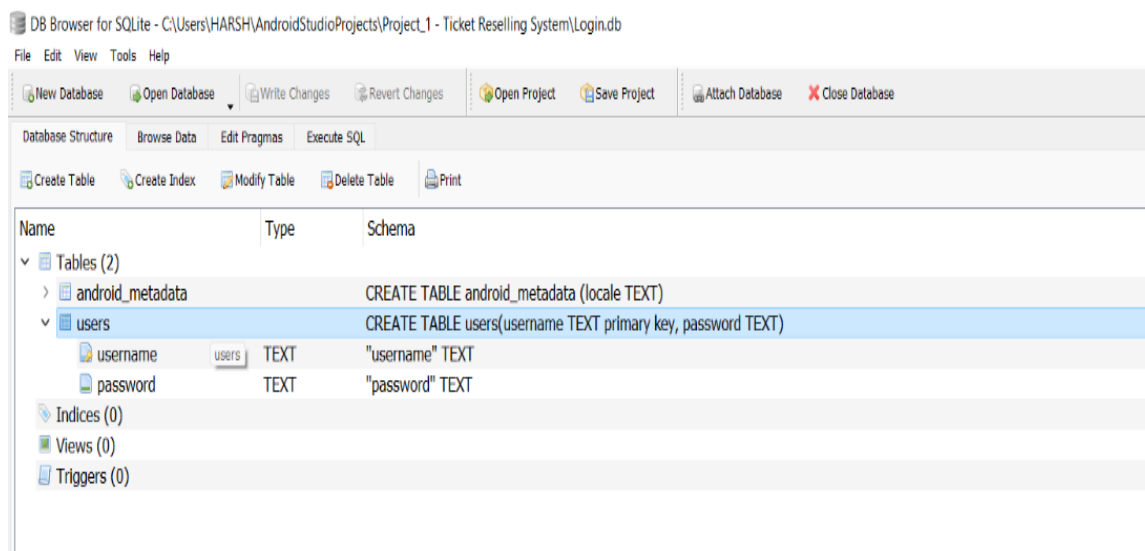 DB Browser for SQLite - C:\Users\HARSH\AndroidStudioProjects\Project_1 - Ticket Reselling System\Login.db
File Edit View Tools Help
New Database Open Database Write Changes Revert Changes Open Project Save Project Attach Database Close Database
Database Structure Browse Data Edit Pragmas Execute SQL
Create Table Create Index Modify Table Delete Table Print
Name Type Schema
Tables (2)
android_metadata CREATE TABLE android_metadata (locale TEXT)
users CREATE TABLE users(username TEXT primary key, password TEXT)
username users TEXT "username" TEXT
password TEXT "password" TEXT
Indices (0)
Views (0)
Triggers (0)